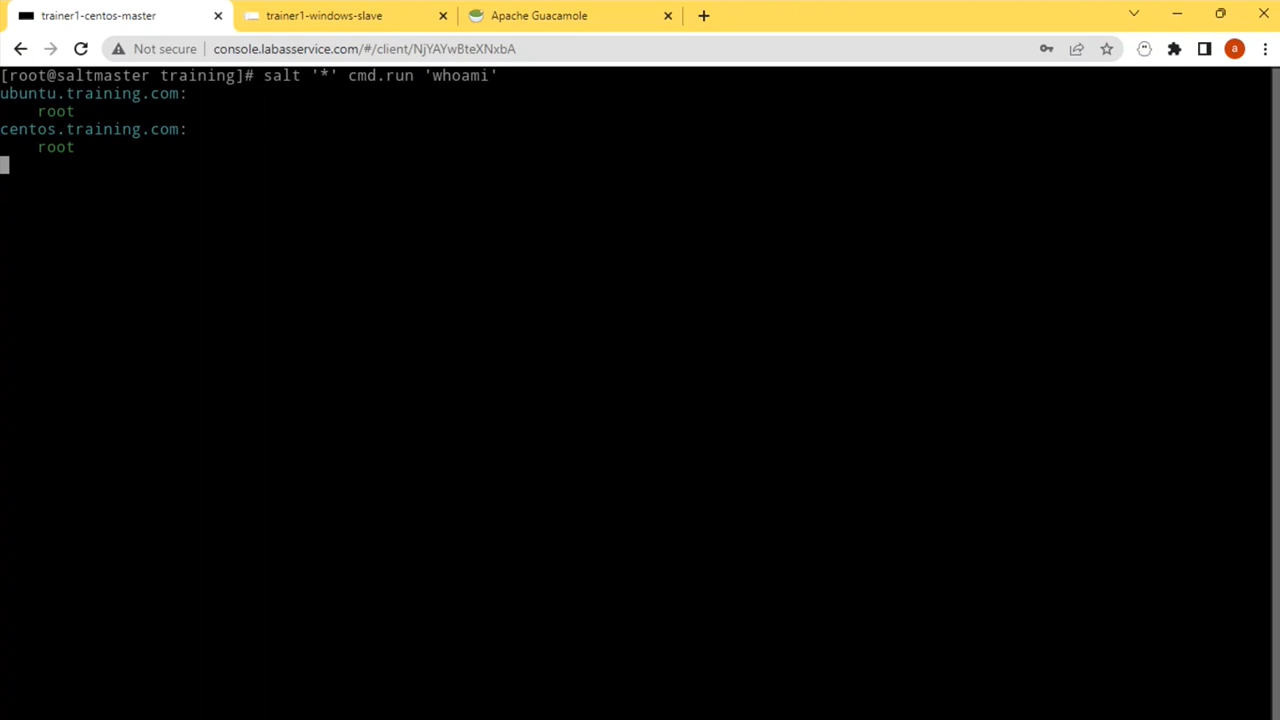 trainer1-centos-master
trainer1-windows-slave
Apache Guacamole
Not secure
console.labasservice.com/#/client/NjYAYwBteXNxbA
a
[root@saltmaster training]# salt '*' cmd.run 'whoami'
ubuntu.training.com:
root
centos.training.com:
root